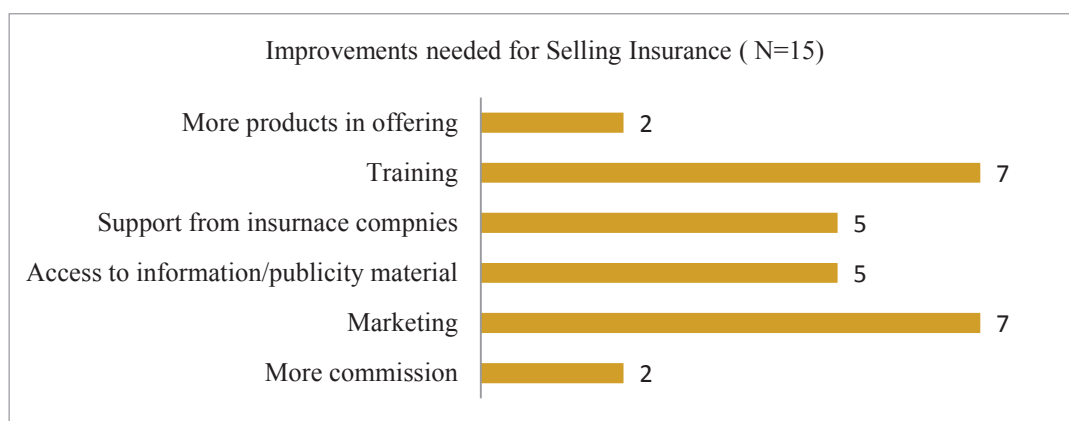 Improvements needed for Selling Insurance ( N=15)
More products in offering 2
Training 7
Support from insurnace compnies 5
Access to information/publicity material 5
Marketing 7
More commission 2